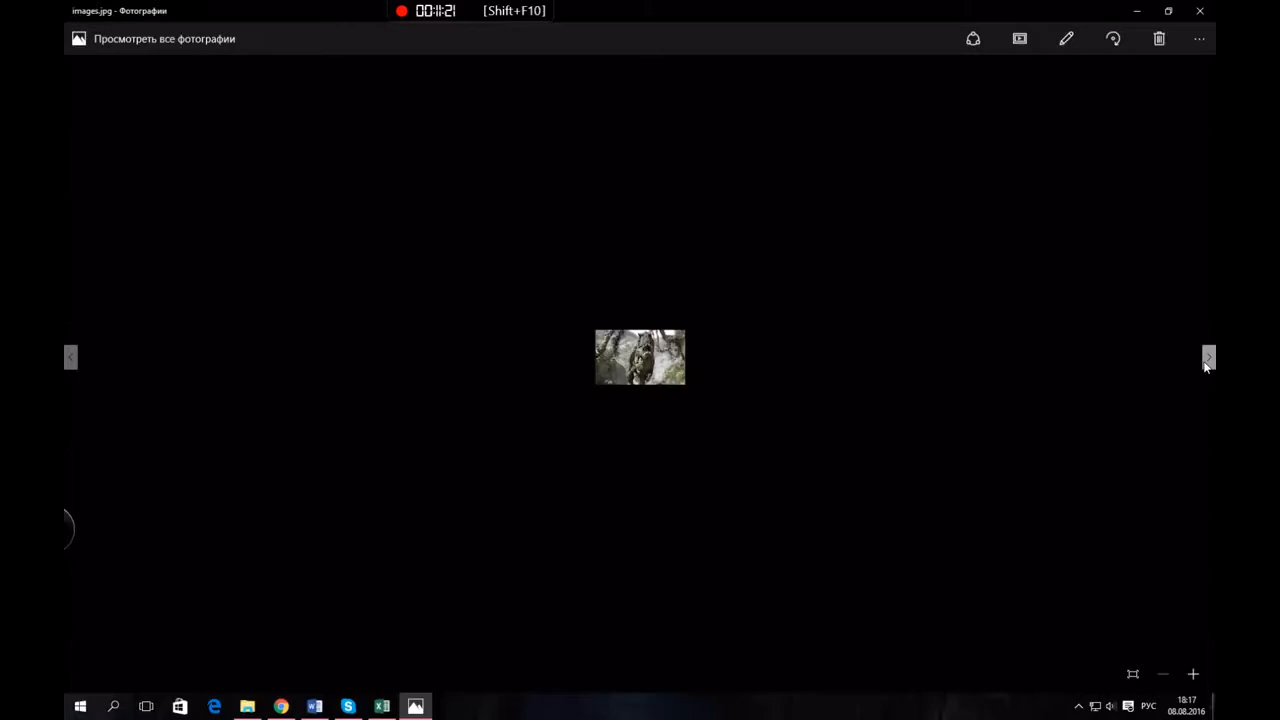 images.jpg - Фотографии
00:11:21 [Shift+F10]
Просмотреть все фотографии
РУС
18:17
08.08.2016